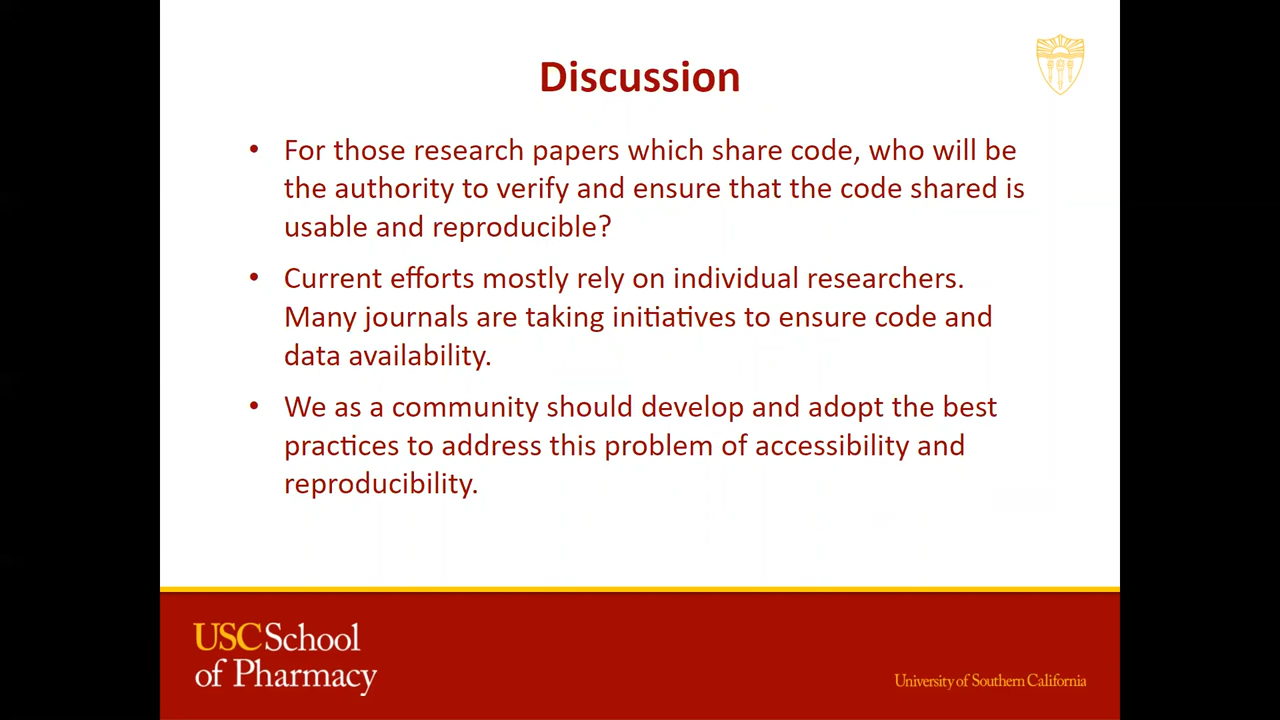 Discussion
• For those research papers which share code, who will be
the authority to verify and ensure that the code shared is
usable and reproducible?
• Current efforts mostly rely on individual researchers.
Many journals are taking initiatives to ensure code and
data availability.
• We as a community should develop and adopt the best
practices to address this problem of accessibility and
reproducibility.
USC School
of Pharmacy
University of Southern California